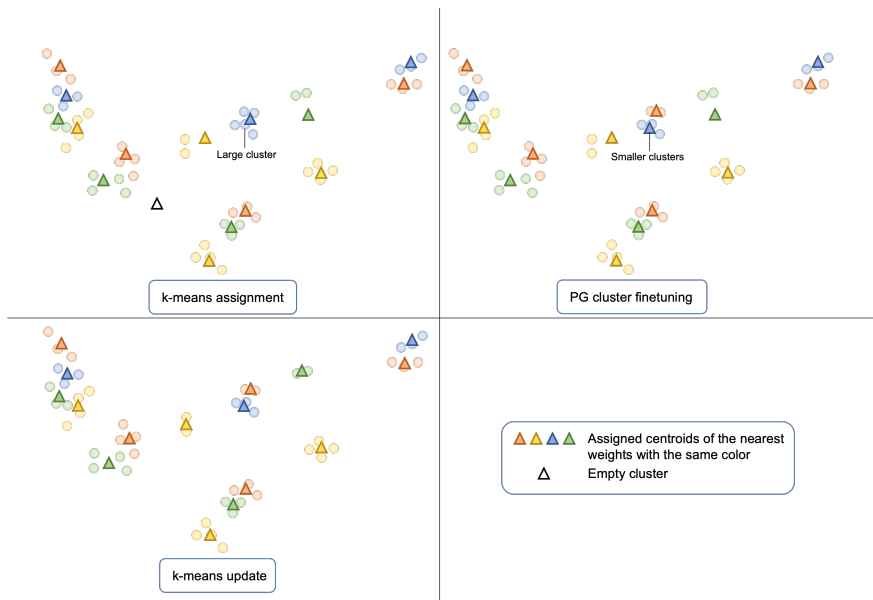 Large cluster
k-means assignment
Smaller clusters
PG cluster finetuning
k-means update
Assigned centroids of the nearest
weights with the same color
Empty cluster